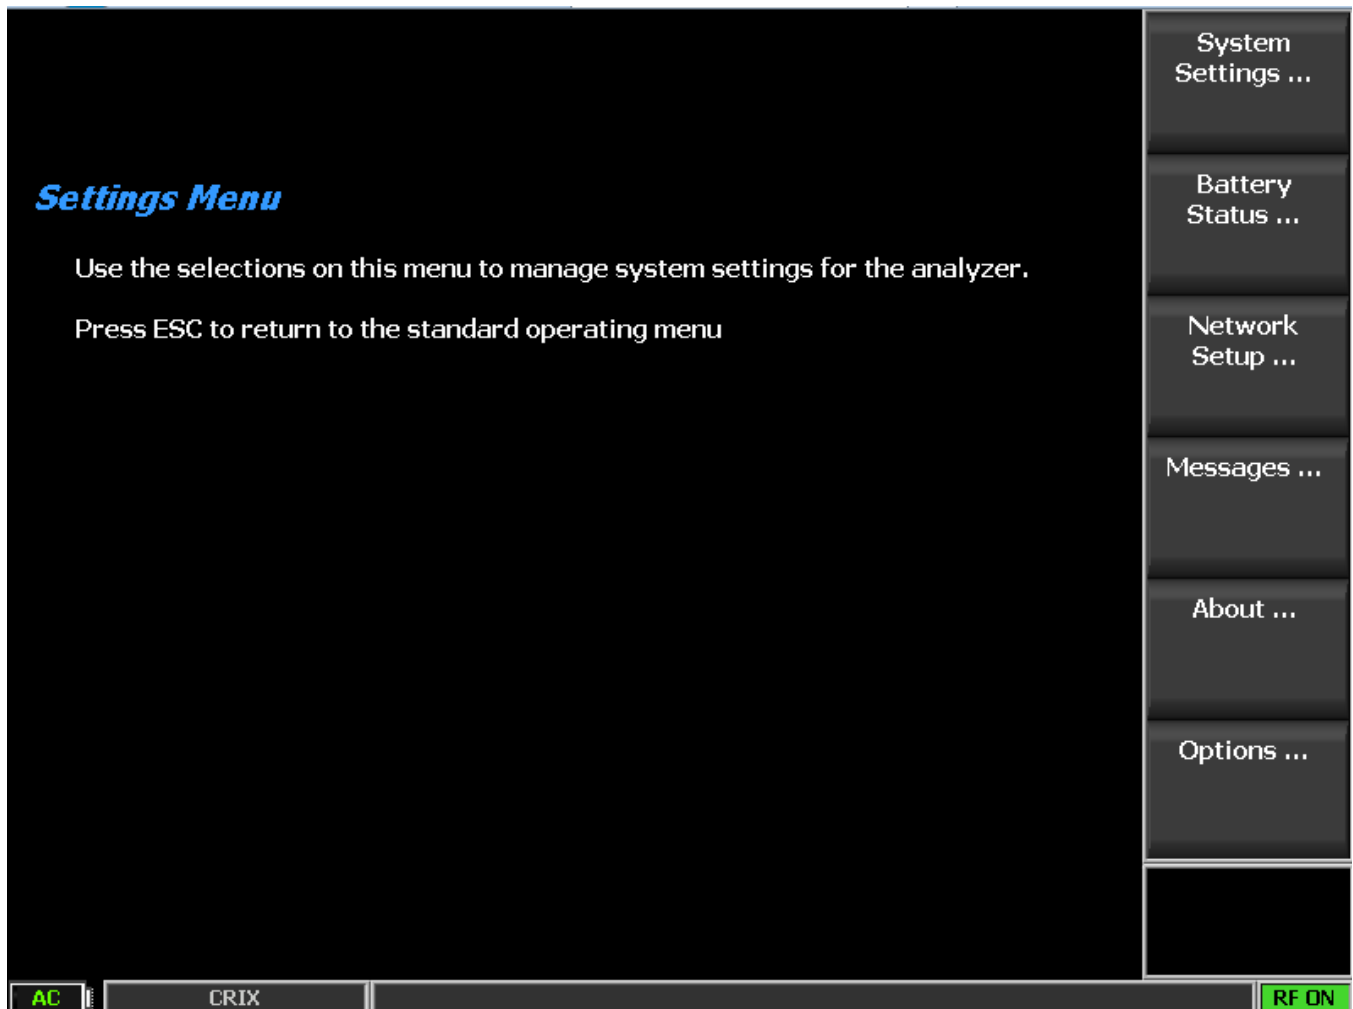 System
Settings ...
Battery
Status ...
Settings Menu
Use the selections on this menu to manage system settings for the analyzer.
Press ESC to return to the standard operating menu
Network
Setup ...
Messages ...
About ...
Options ...
AC
CRIX
RF ON